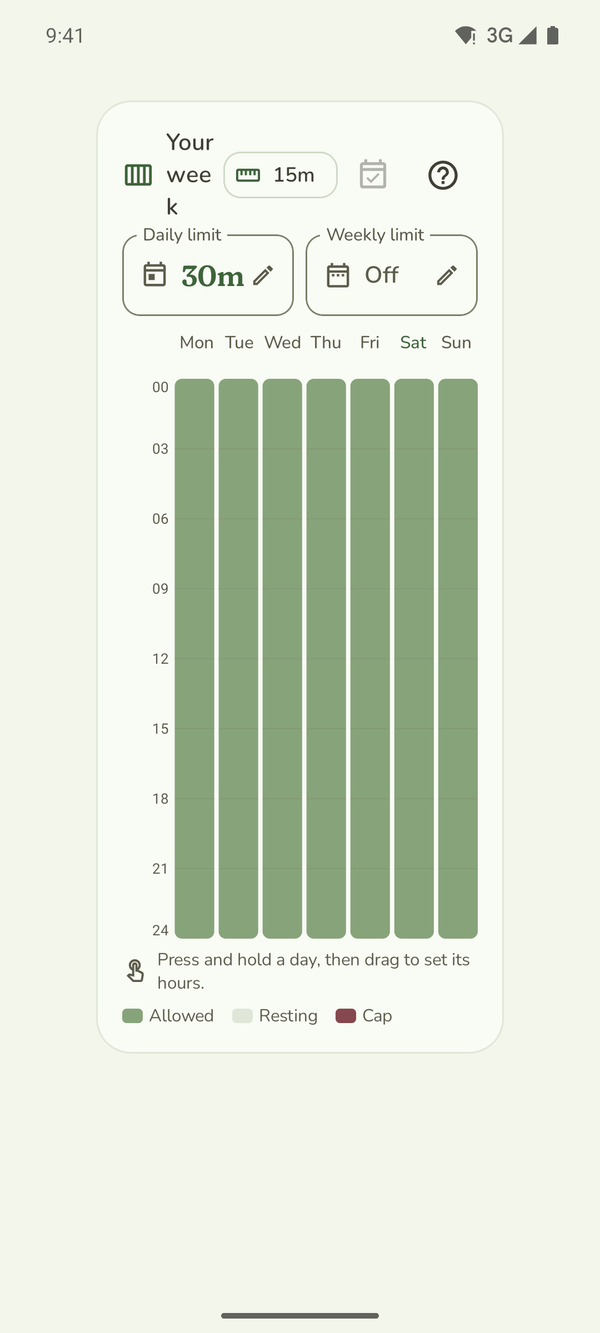 9:41
3G
Your
wee
k
15m
Daily limit
30m
Weekly limit
Off
Mon Tue Wed Thu Fri Sat Sun
00
03
06
09
12
15
18
21
24
Press and hold a day, then drag to set its
hours.
Allowed Resting Cap